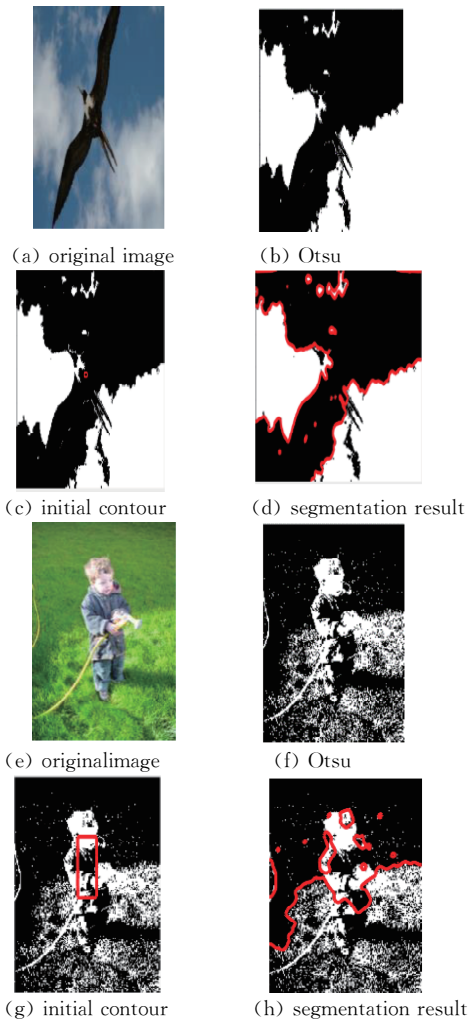 (a) original image
(b) Otsu
(c) initial contour
(d) segmentation result
(e) originalimage
(f) Otsu
(g) initial contour
(h) segmentation result